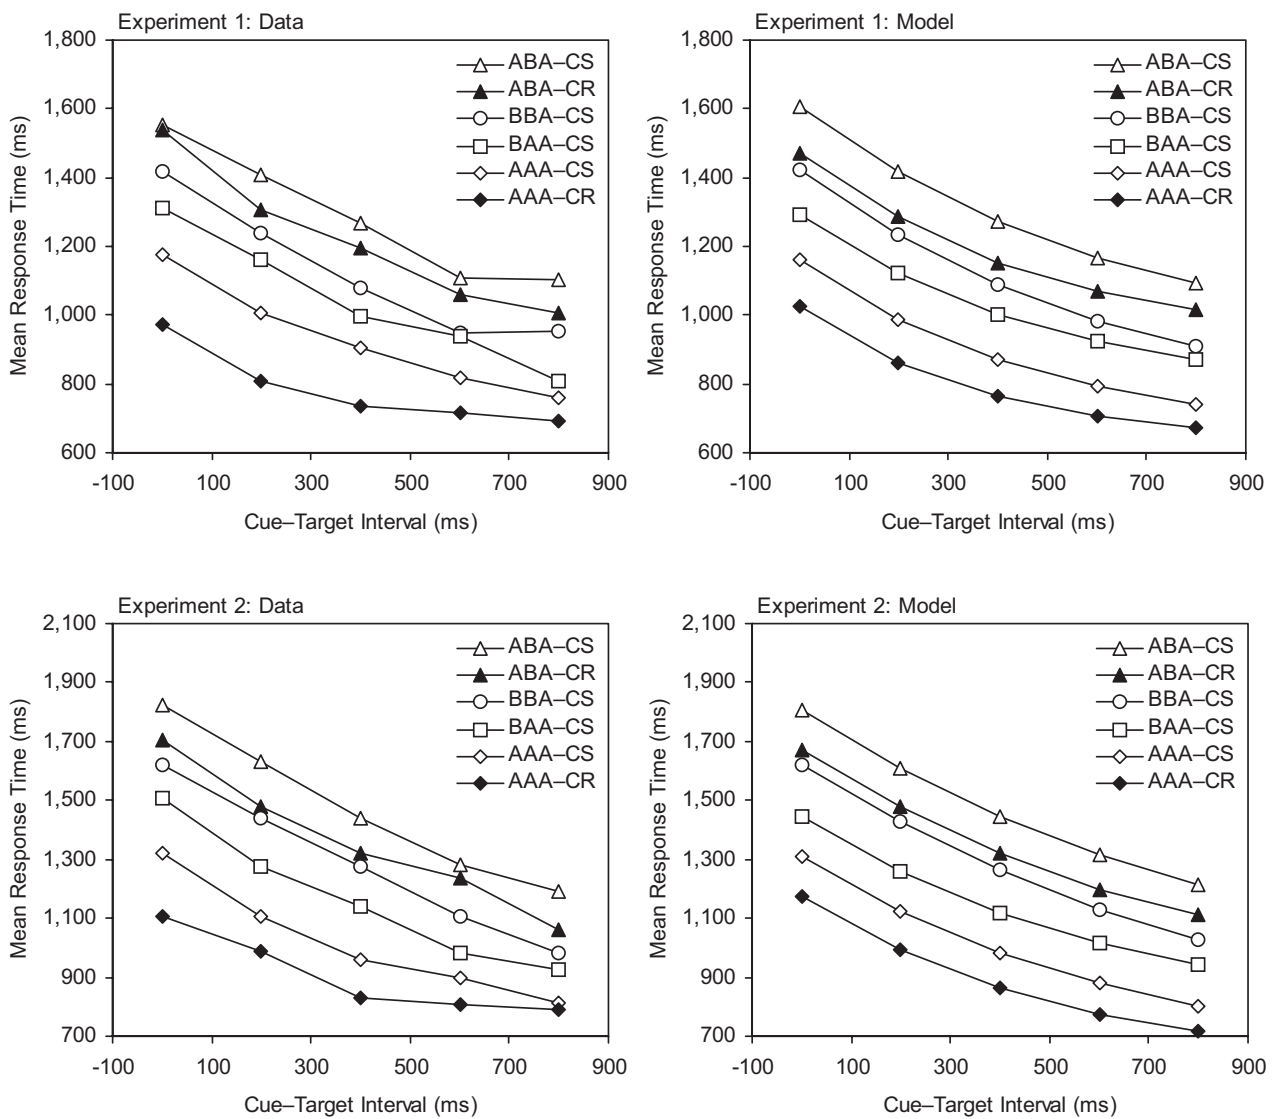 Experiment 1: Data
1,800
1,600
1,400
1,200
1,000
800
600
Mean Response Time (ms)
ABA–CS
ABA–CR
BBA–CS
BAA–CS
AAA–CS
AAA–CR
-100 100 300 500 700 900
Cue–Target Interval (ms)
Experiment 1: Model
1,800
1,600
1,400
1,200
1,000
800
600
Mean Response Time (ms)
ABA–CS
ABA–CR
BBA–CS
BAA–CS
AAA–CS
AAA–CR
-100 100 300 500 700 900
Cue–Target Interval (ms)
Experiment 2: Data
2,100
1,900
1,700
1,500
1,300
1,100
900
700
Mean Response Time (ms)
ABA–CS
ABA–CR
BBA–CS
BAA–CS
AAA–CS
AAA–CR
-100 100 300 500 700 900
Cue–Target Interval (ms)
Experiment 2: Model
2,100
1,900
1,700
1,500
1,300
1,100
900
700
Mean Response Time (ms)
ABA–CS
ABA–CR
BBA–CS
BAA–CS
AAA–CS
AAA–CR
-100 100 300 500 700 900
Cue–Target Interval (ms)